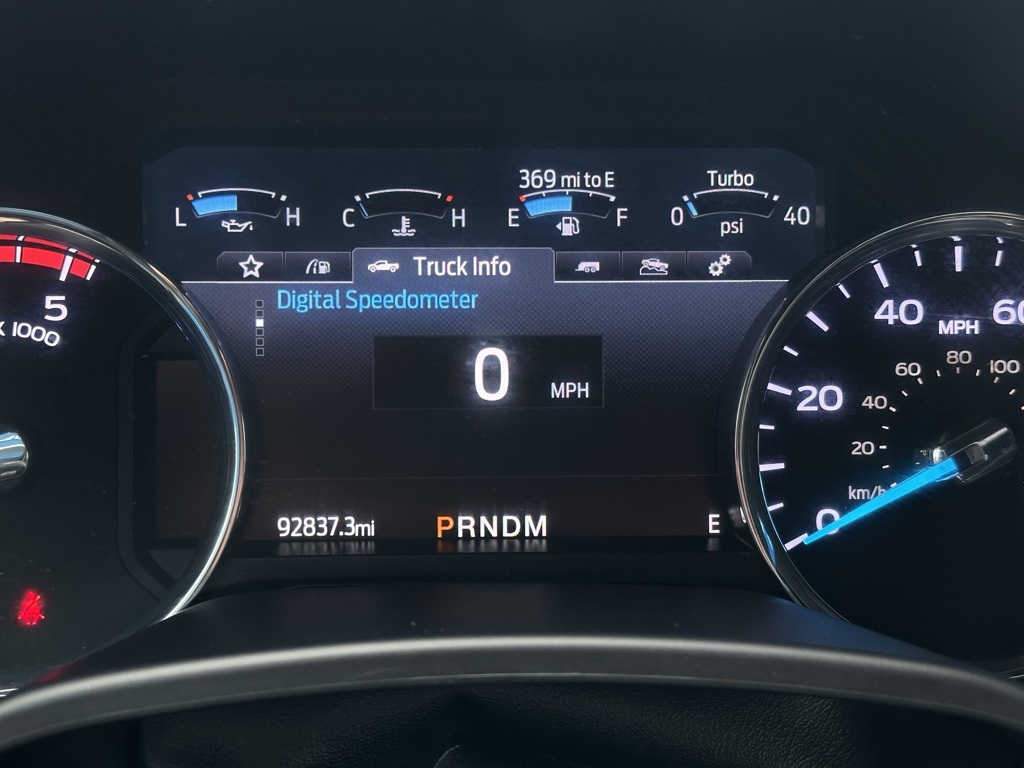 369 mi to E
Turbo
L H
C H
E F
0 40
psi
Truck Info
Digital Speedometer
0 MPH
92837.3mi
PRNDM
E
5
X 1000
0
20
40
60
MPH
20
40
60
80
100
km/h